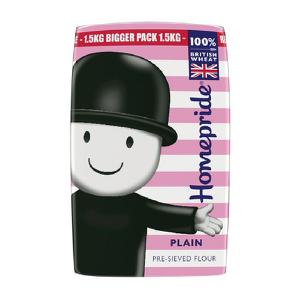 - 1.5KG BIGGER PACK 1.5KG -
100%
BRITISH
WHEAT
Homepride
PLAIN
PRE-SIEVED FLOUR